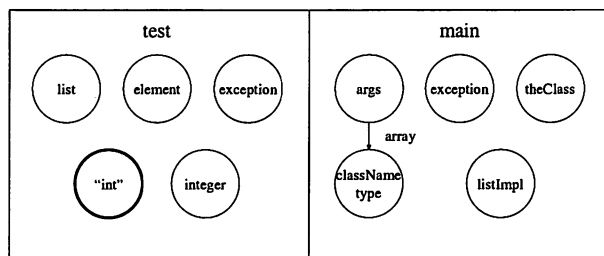 test
main
list
element
exception
args
exception
theClass
array
“int”
integer
className
type
listImpl